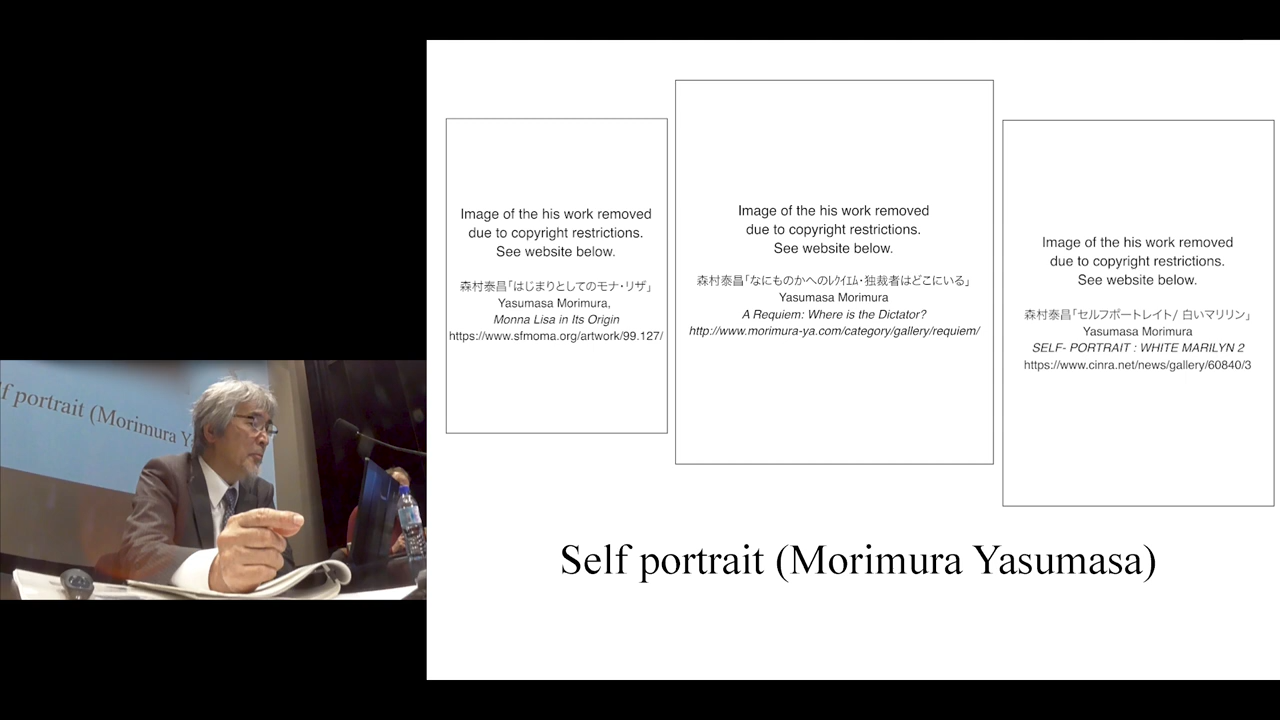 Image of the his work removed
due to copyright restrictions.
See website below.
森村泰昌「はじまりとしてのモナ・リザ」
Yasumasa Morimura,
Monna Lisa in Its Origin
https://www.sfmoma.org/artwork/99.127/
Image of the his work removed
due to copyright restrictions.
See website below.
森村泰昌「なにものかへのﾚｸｲｴﾑ・独裁者はどこにいる」
Yasumasa Morimura
A Requiem: Where is the Dictator?
http://www.morimura-ya.com/category/gallery/requiem/
Image of the his work removed
due to copyright restrictions.
See website below.
森村泰昌「セルフポートレイト/ 白いマリリン」
Yasumasa Morimura
SELF- PORTRAIT : WHITE MARILYN 2
https://www.cinra.net/news/gallery/60840/3
Self portrait (Morimura Yasumasa)
f portrait (Morimura Ya